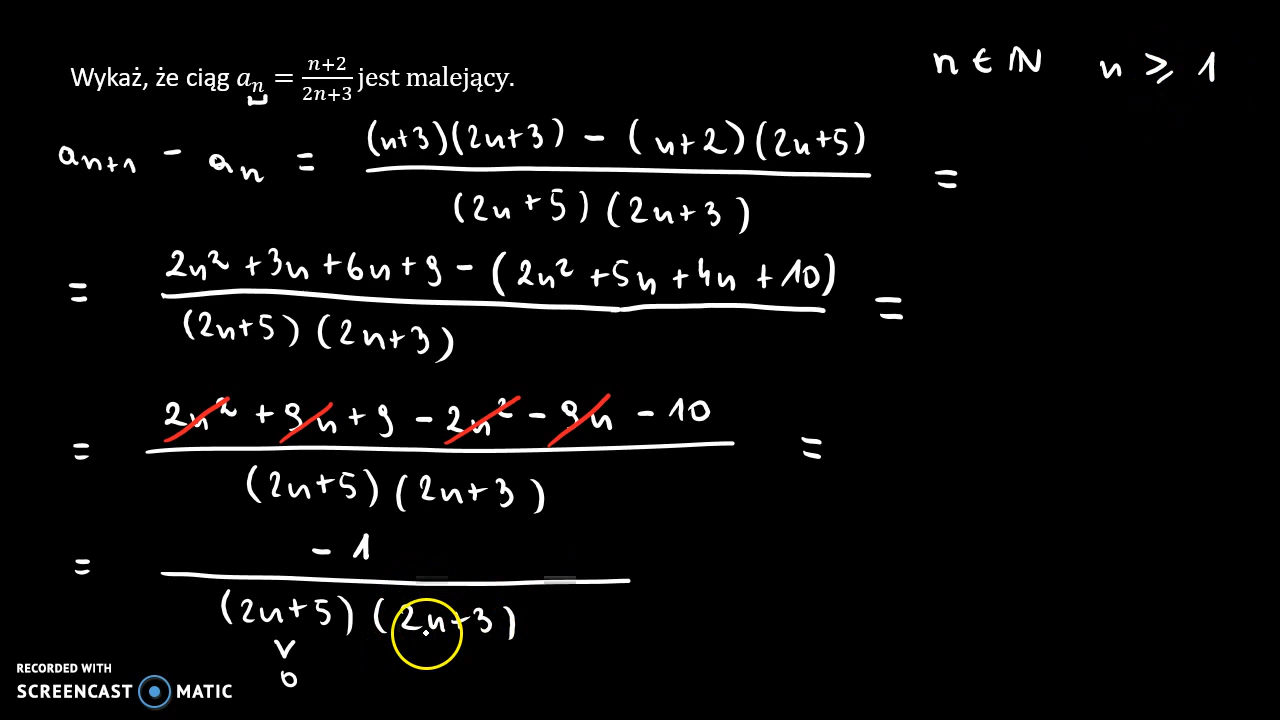 Wykaż, że ciąg aₙ = (n+2)/(2n+3) jest malejący.
n ∈ ℕ   n ⩾ 1
aₙ₊₁ - aₙ = ((n+3)(2n+3) - (n+2)(2n+5))/((2n+5)(2n+3)) =
= (2n² + 3n + 6n + 9 - (2n² + 5n + 4n + 10))/((2n+5)(2n+3)) =
= (2n² + 9n + 9 - 2n² - 9n - 10)/((2n+5)(2n+3)) =
= (-1)/((2n+5)(2n+3))
∨
0
RECORDED WITH
SCREENCAST MATIC